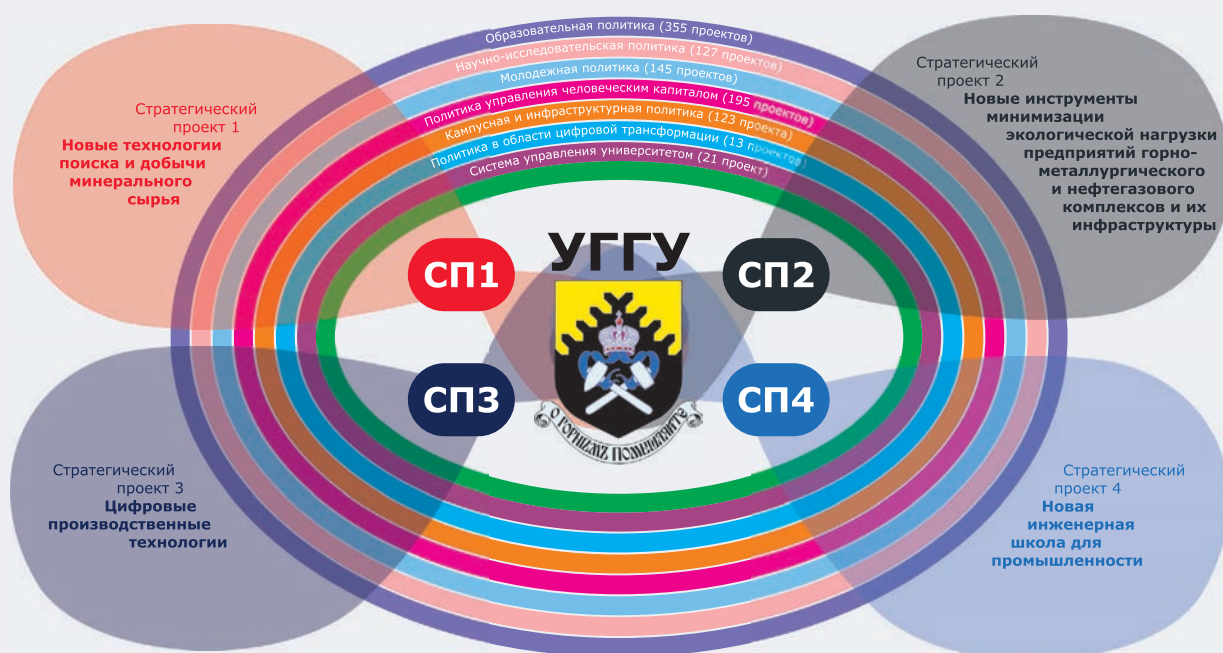 Образовательная политика (355 проектов)
Научно-исследовательская политика (127 проектов)
Молодежная политика (145 проектов)
Политика управления человеческим капиталом (195 проектов)
Кампусная и инфраструктурная политика (123 проекта)
Политика в области цифровой трансформации (13 проектов)
Система управления университетом (21 проект)
Стратегический
проект 1
Новые технологии
поиска и добычи
минерального
сырья
Стратегический
проект 2
Новые инструменты
минимизации
экологической нагрузки
предприятий горно-
металлургического
и нефтегазового
комплексов и их
инфраструктуры
УГГУ
СП1
СП2
СП3
СП4
Стратегический
проект 3
Цифровые
производственные
технологии
Стратегический
проект 4
Новая
инженерная
школа для
промышленности